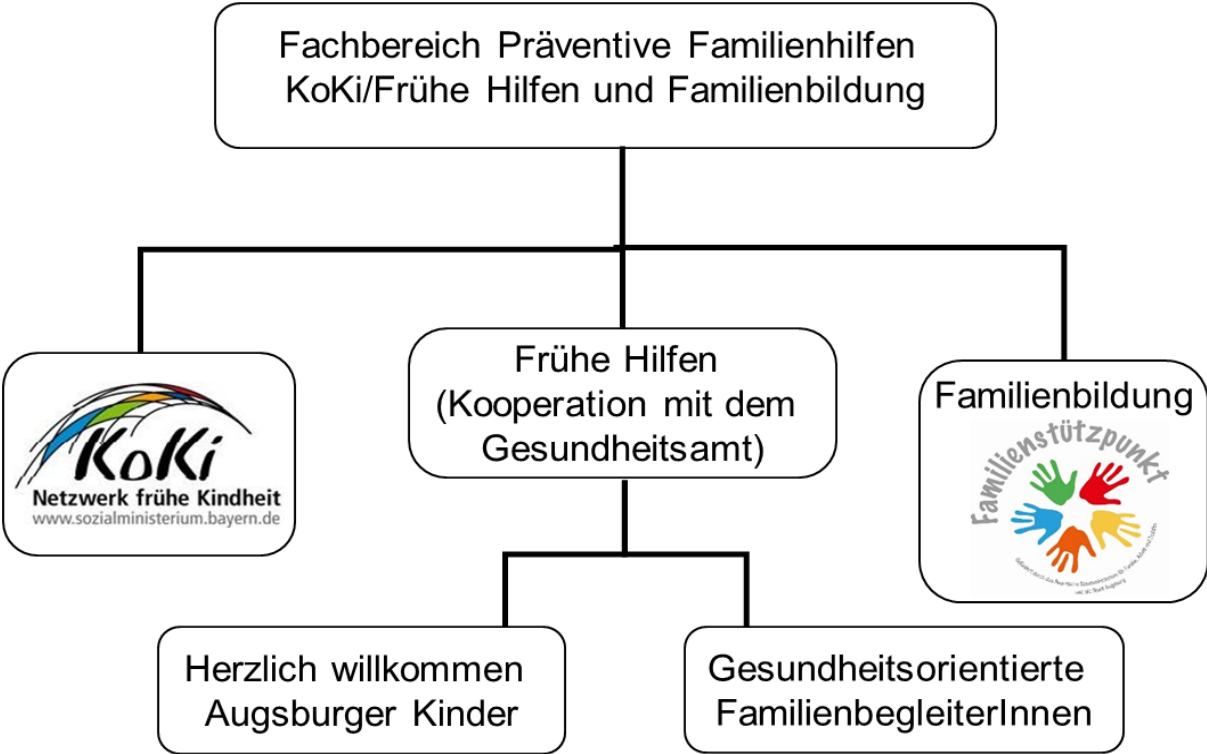 Fachbereich Präventive Familienhilfen
KoKi/Frühe Hilfen und Familienbildung
KoKi
Netzwerk frühe Kindheit
www.sozialministerium.bayern.de
Frühe Hilfen
(Kooperation mit dem
Gesundheitsamt)
Familienbildung
Familienstützpunkt
Herzlich willkommen
Augsburger Kinder
Gesundheitsorientierte
FamilienbegleiterInnen